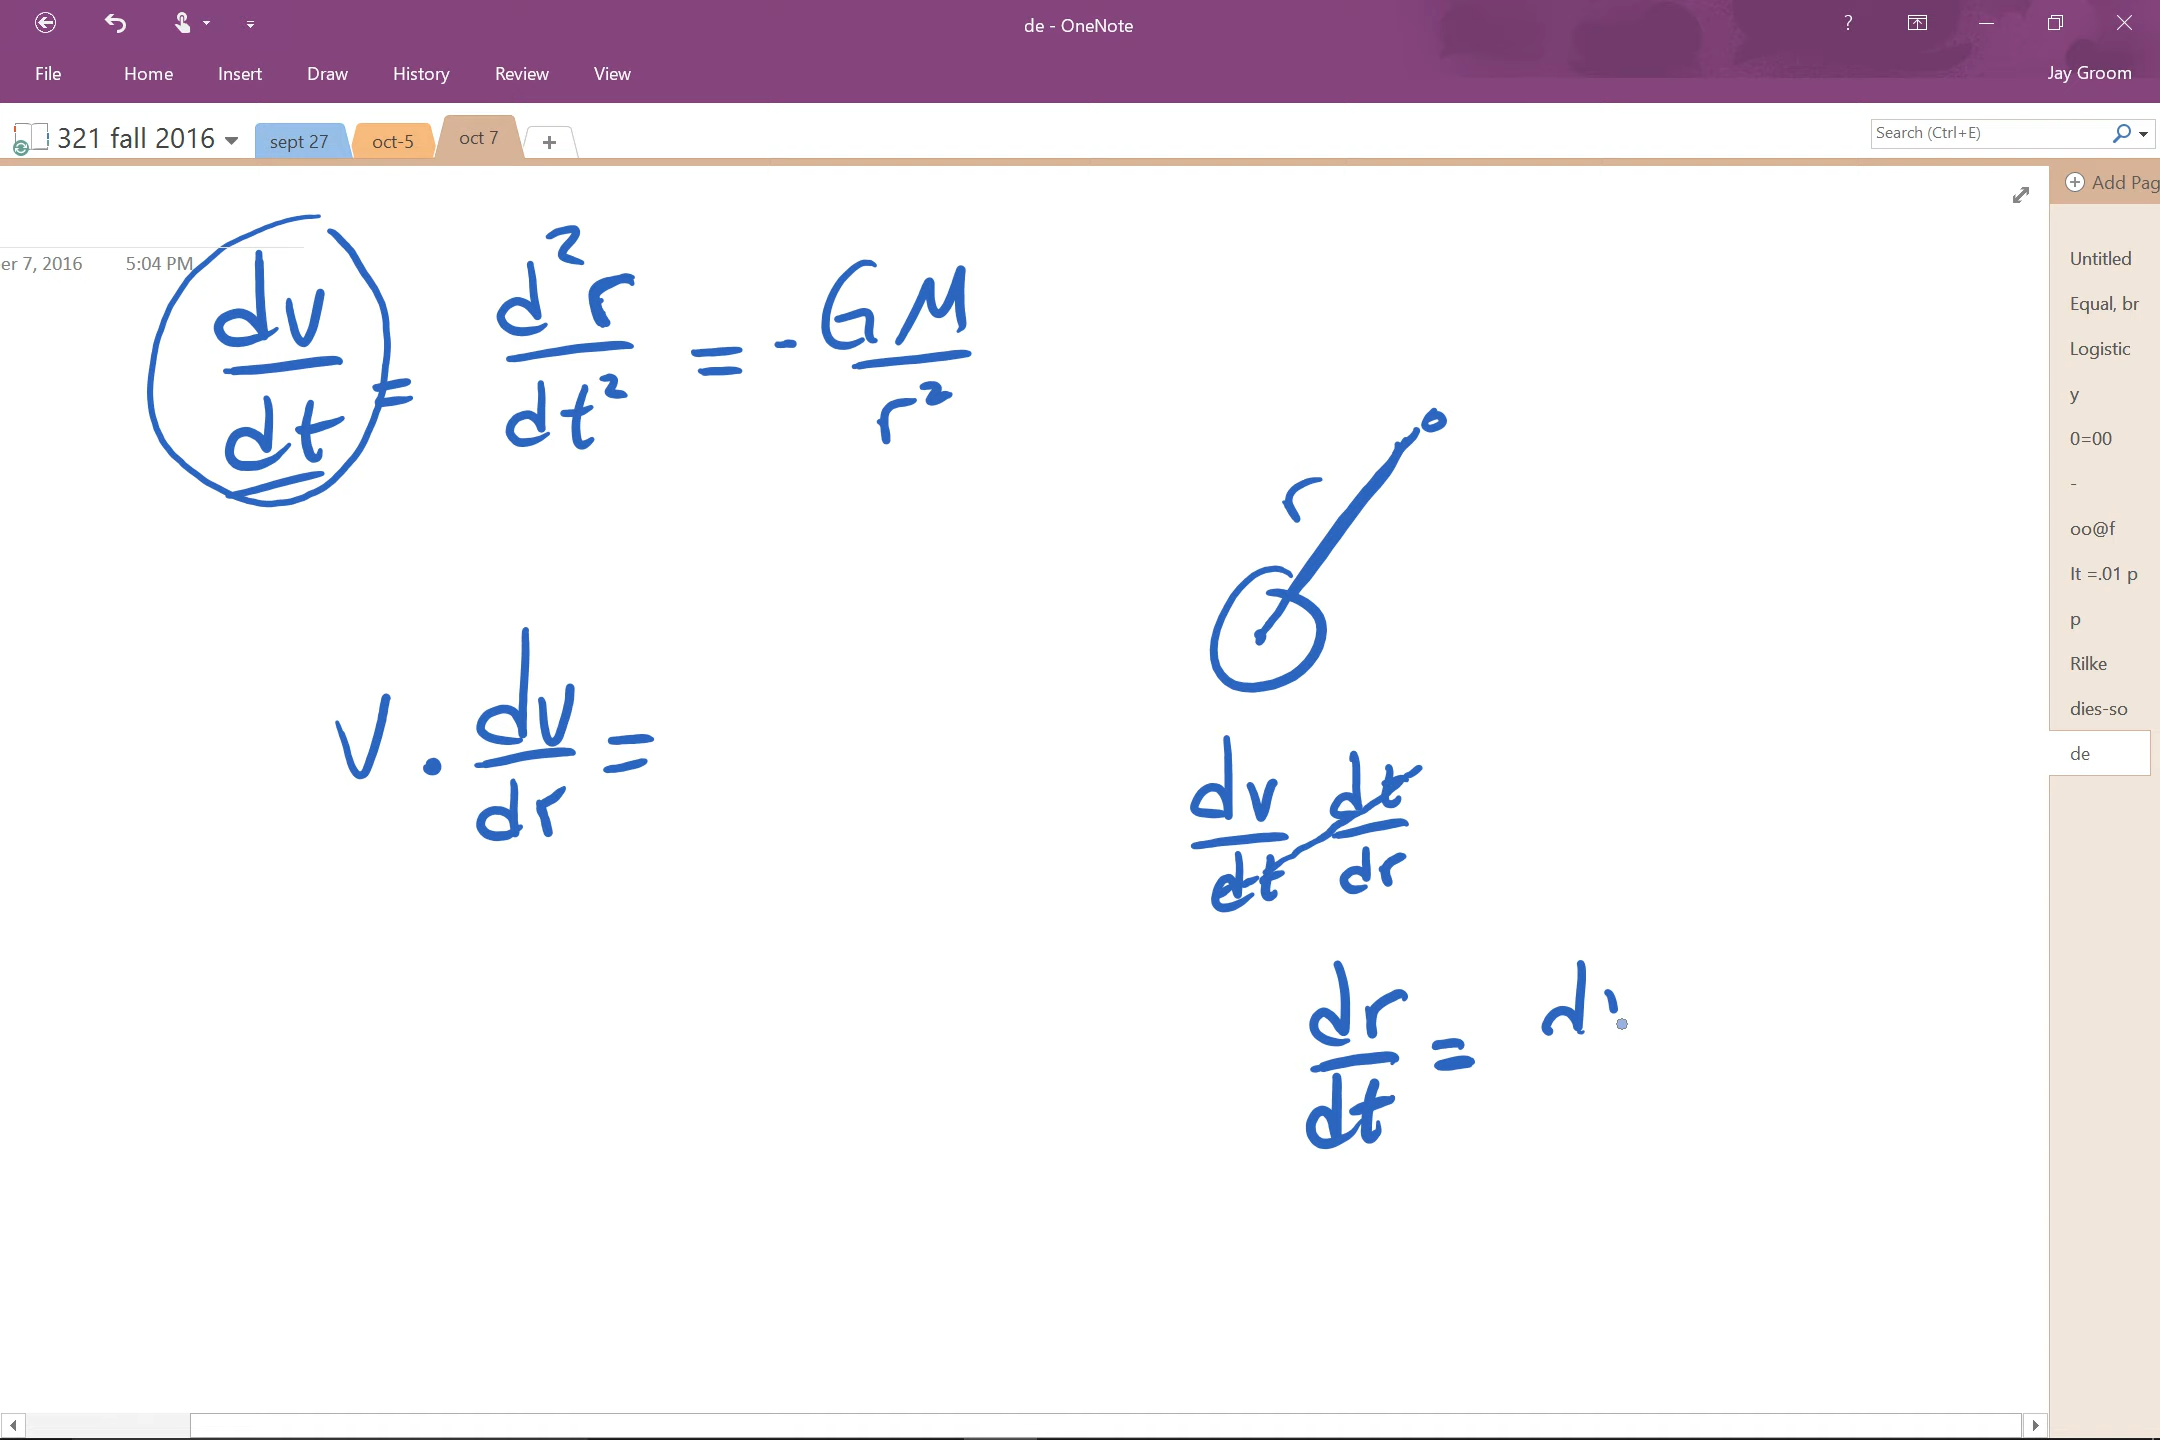 de - OneNote
?
File Home Insert Draw History Review View
Jay Groom
321 fall 2016 sept 27 oct-5 oct 7 +
Search (Ctrl+E)
Add Pag
er 7, 2016 5:04 PM
dv/dt = d²r/dt² = - GM/r²
r
v · dv/dr =
dv/dt dt/dr
dr/dt = d
Untitled
Equal, br
Logistic
y
0=00
-
oo@f
It =.01 p
p
Rilke
dies-so
de